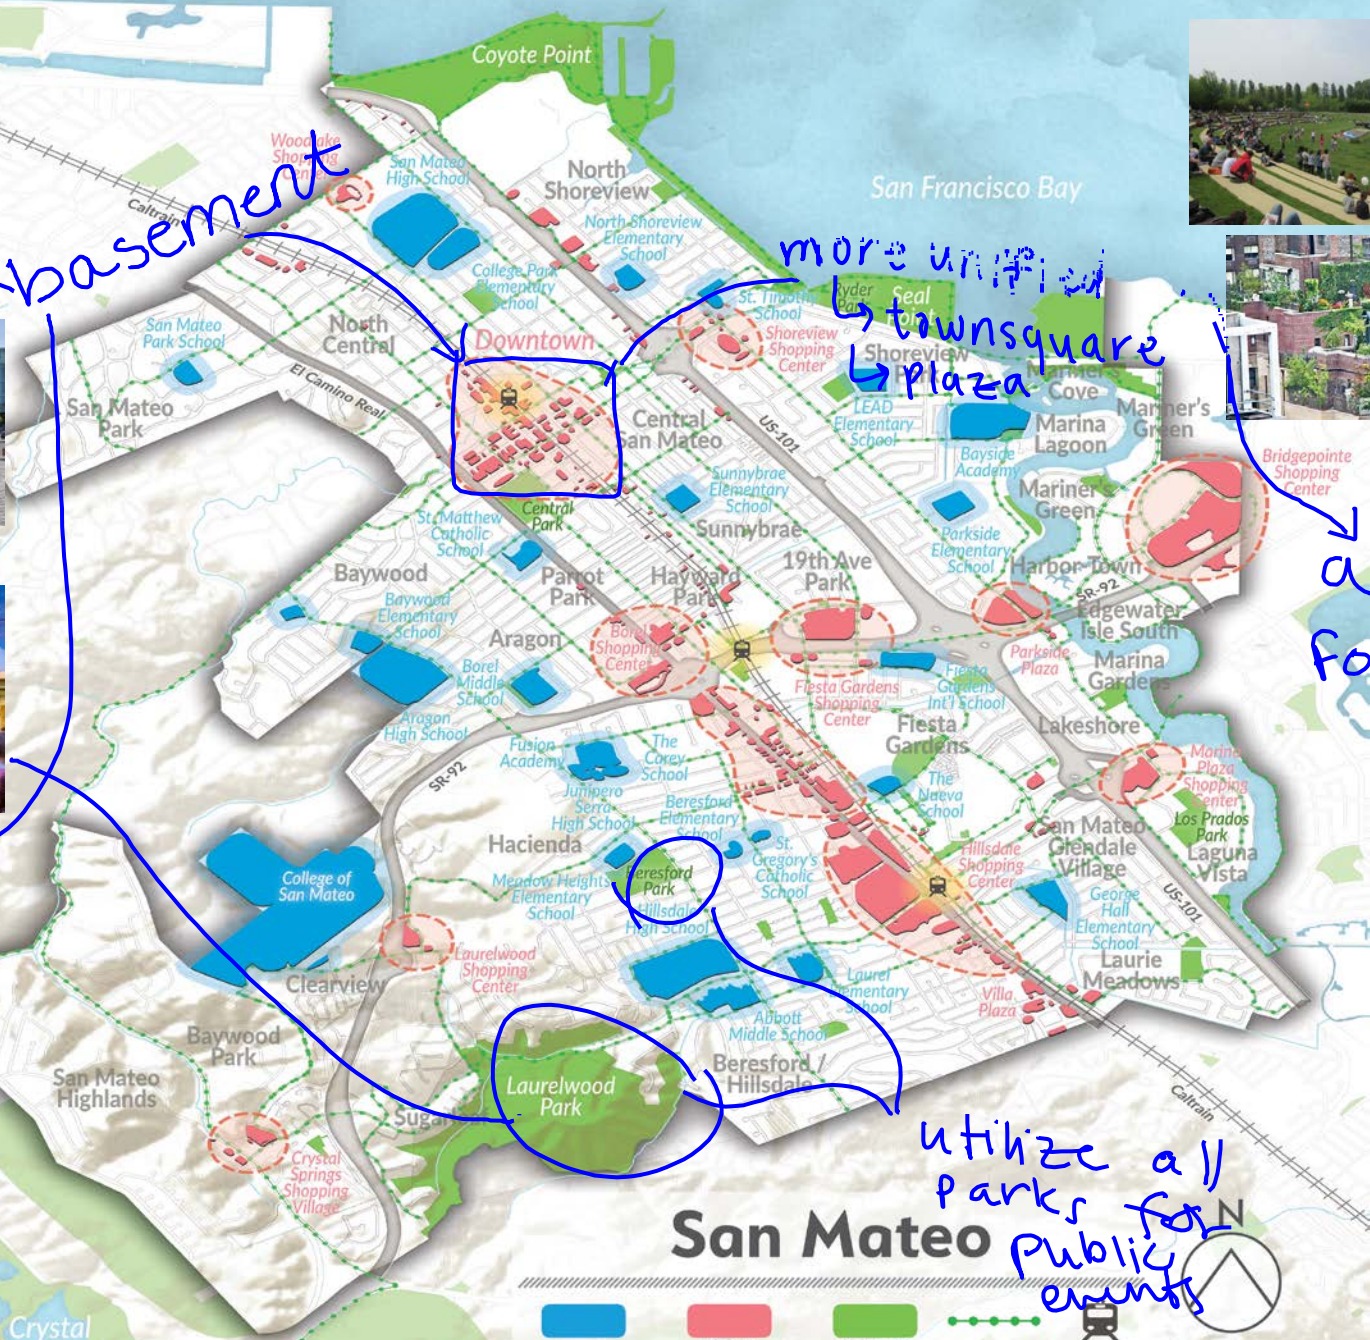 Coyote Point
San Francisco Bay
Woodlake
Shopping
Center
San Mateo
High School
North
Shoreview
Caltrain
basement
North Shoreview
Elementary
School
College Park
Elementary
School
more unified
townsquare
plaza
St. Timothy
School
Ryder
Park
Seal
Shoreview
Shopping
Center
Shoreview
San Mateo
Park School
North
Central
Downtown
El Camino Real
San Mateo
Park
Central
San Mateo
US-101
LEAD
Elementary
School
Mariner's
Cove
Marina
Lagoon
Mariner's
Green
Bayside
Academy
Bridgepointe
Shopping
Center
Sunnybrae
Elementary
School
Sunnybrae
Central
Park
St. Matthew
Catholic
School
Mariner's
Green
Parkside
Elementary
School
a
fo
Baywood
Parrot
Park
Hayward
Park
19th Ave
Park
Harbor Town
SR-92
Edgewater
Isle South
Baywood
Elementary
School
Aragon
Borel
Shopping
Center
Parkside
Plaza
Marina
Gardens
Borel
Middle
School
Fiesta Gardens
Shopping
Center
Fiesta
Gardens
Int'l School
Lakeshore
Aragon
High School
Fiesta
Gardens
SR-92
Fusion
Academy
The
Carey
School
Marina
Plaza
Shopping
Center
Junipero
Serra
High School
Beresford
Elementary
School
The
Nueva
School
Los Prados
Park
Hacienda
St.
Gregory's
Catholic
School
Hillsdale
Shopping
Center
San Mateo
Glendale
Village
Laguna
Vista
College of
San Mateo
Meadow Heights
Elementary
School
Beresford
Park
Hillsdale
High School
George
Hall
Elementary
School
US-101
Laurelwood
Shopping
Center
Clearview
Laurel
Elementary
School
Laurie
Meadows
Abbott
Middle School
Villa
Plaza
Baywood
Park
San Mateo
Highlands
Laurelwood
Park
Beresford /
Hillsdale
Caltrain
Crystal
Springs
Shopping
Village
utilize all
parks for
public
events
San Mateo
N
Crystal